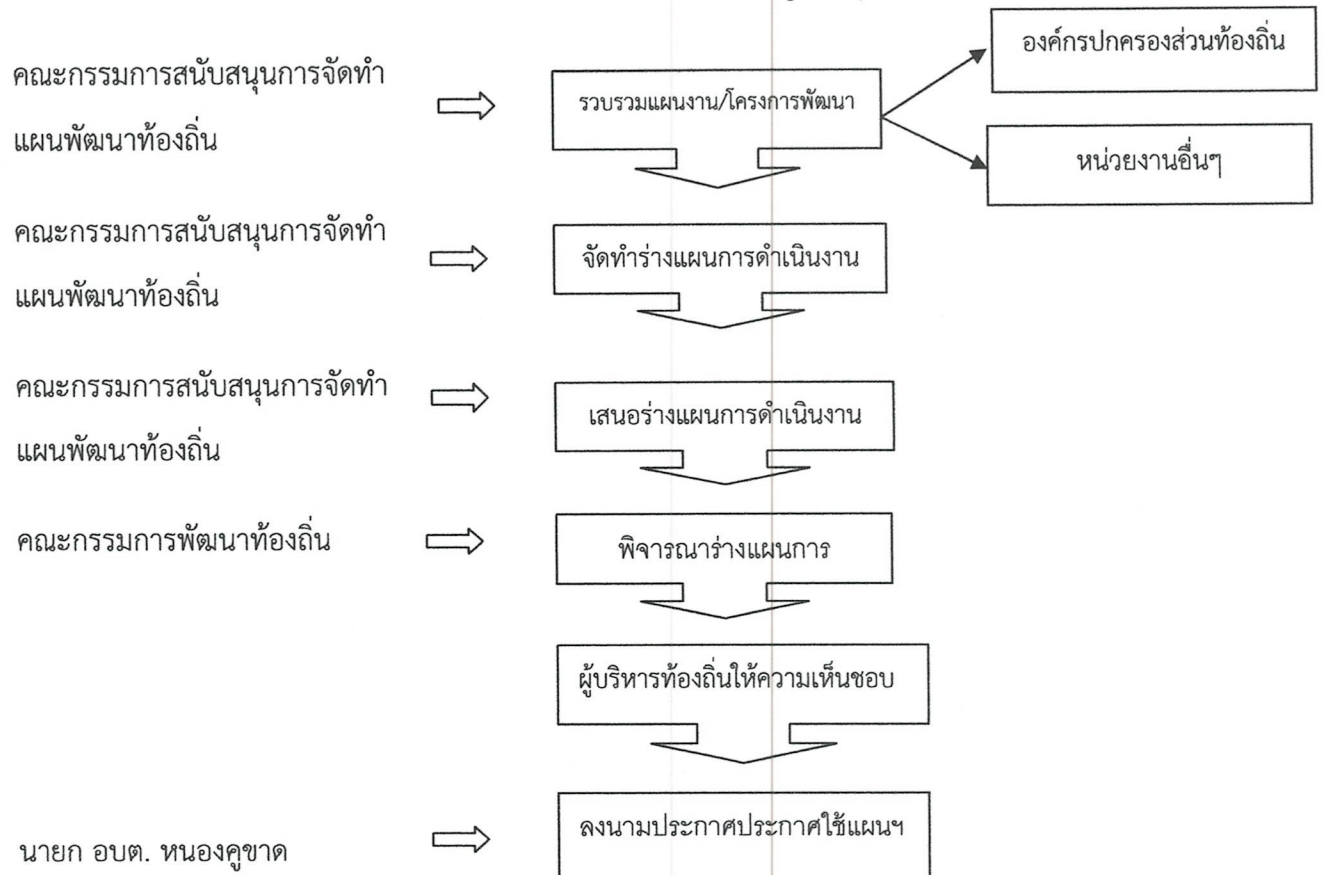 องค์กรปกครองส่วนท้องถิ่น
คณะกรรมการสนับสนุนการจัดทำ
แผนพัฒนาท้องถิ่น
รวบรวมแผนงาน/โครงการพัฒนา
หน่วยงานอื่นๆ
คณะกรรมการสนับสนุนการจัดทำ
แผนพัฒนาท้องถิ่น
จัดทำร่างแผนการดำเนินงาน
คณะกรรมการสนับสนุนการจัดทำ
แผนพัฒนาท้องถิ่น
เสนอร่างแผนการดำเนินงาน
คณะกรรมการพัฒนาท้องถิ่น
พิจารณาร่างแผนการ
ผู้บริหารท้องถิ่นให้ความเห็นชอบ
นายก อบต. หนองคูขาด
ลงนามประกาศประกาศใช้แผนฯ